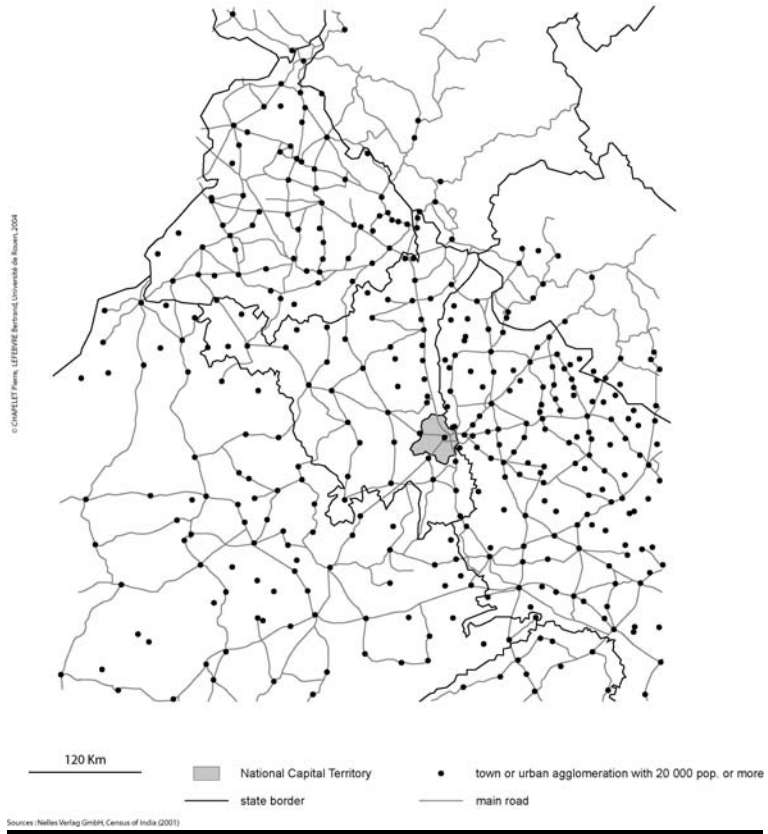 © CHAPELET Pierre, LEFEBVRE Bertrand, Université de Rouen, 2004
120 Km
National Capital Territory
town or urban agglomeration with 20 000 pop. or more
state border
main road
Sources : Nelles Verlag GmbH, Census of India (2001)